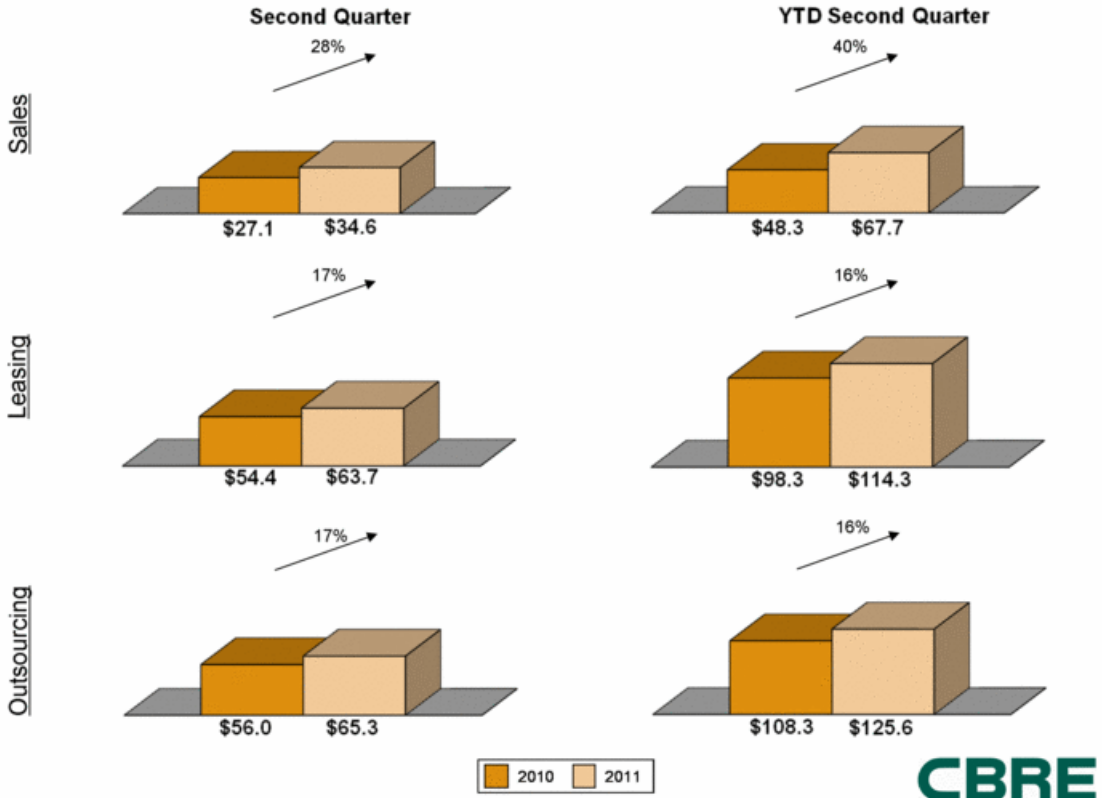 Second Quarter
YTD Second Quarter
Sales
28%
40%
$27.1 $34.6
$48.3 $67.7
Leasing
17%
16%
$54.4 $63.7
$98.3 $114.3
Outsourcing
17%
16%
$56.0 $65.3
$108.3 $125.6
2010 2011
CBRE